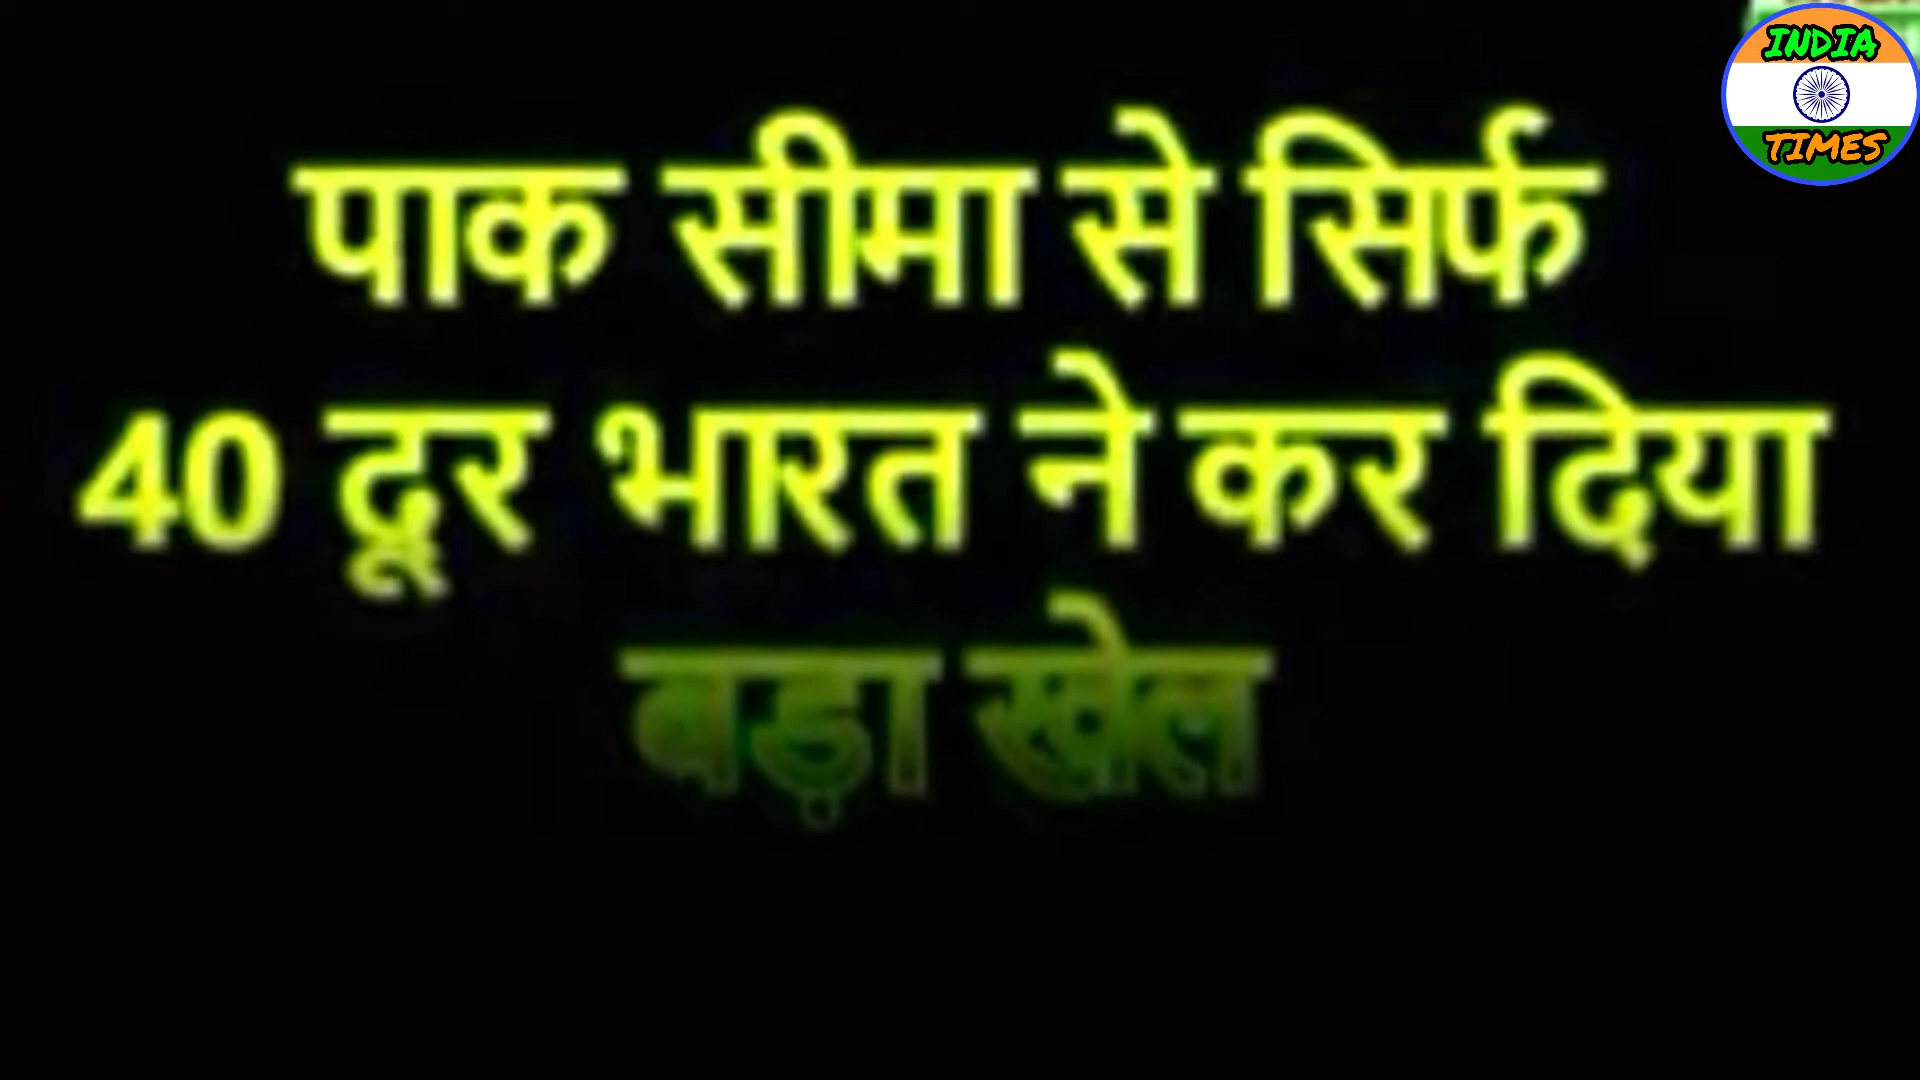 INDIA
TIMES
पाक सीमा से सिर्फ
40 दूर भारत ने कर दिया
बड़ा खेल